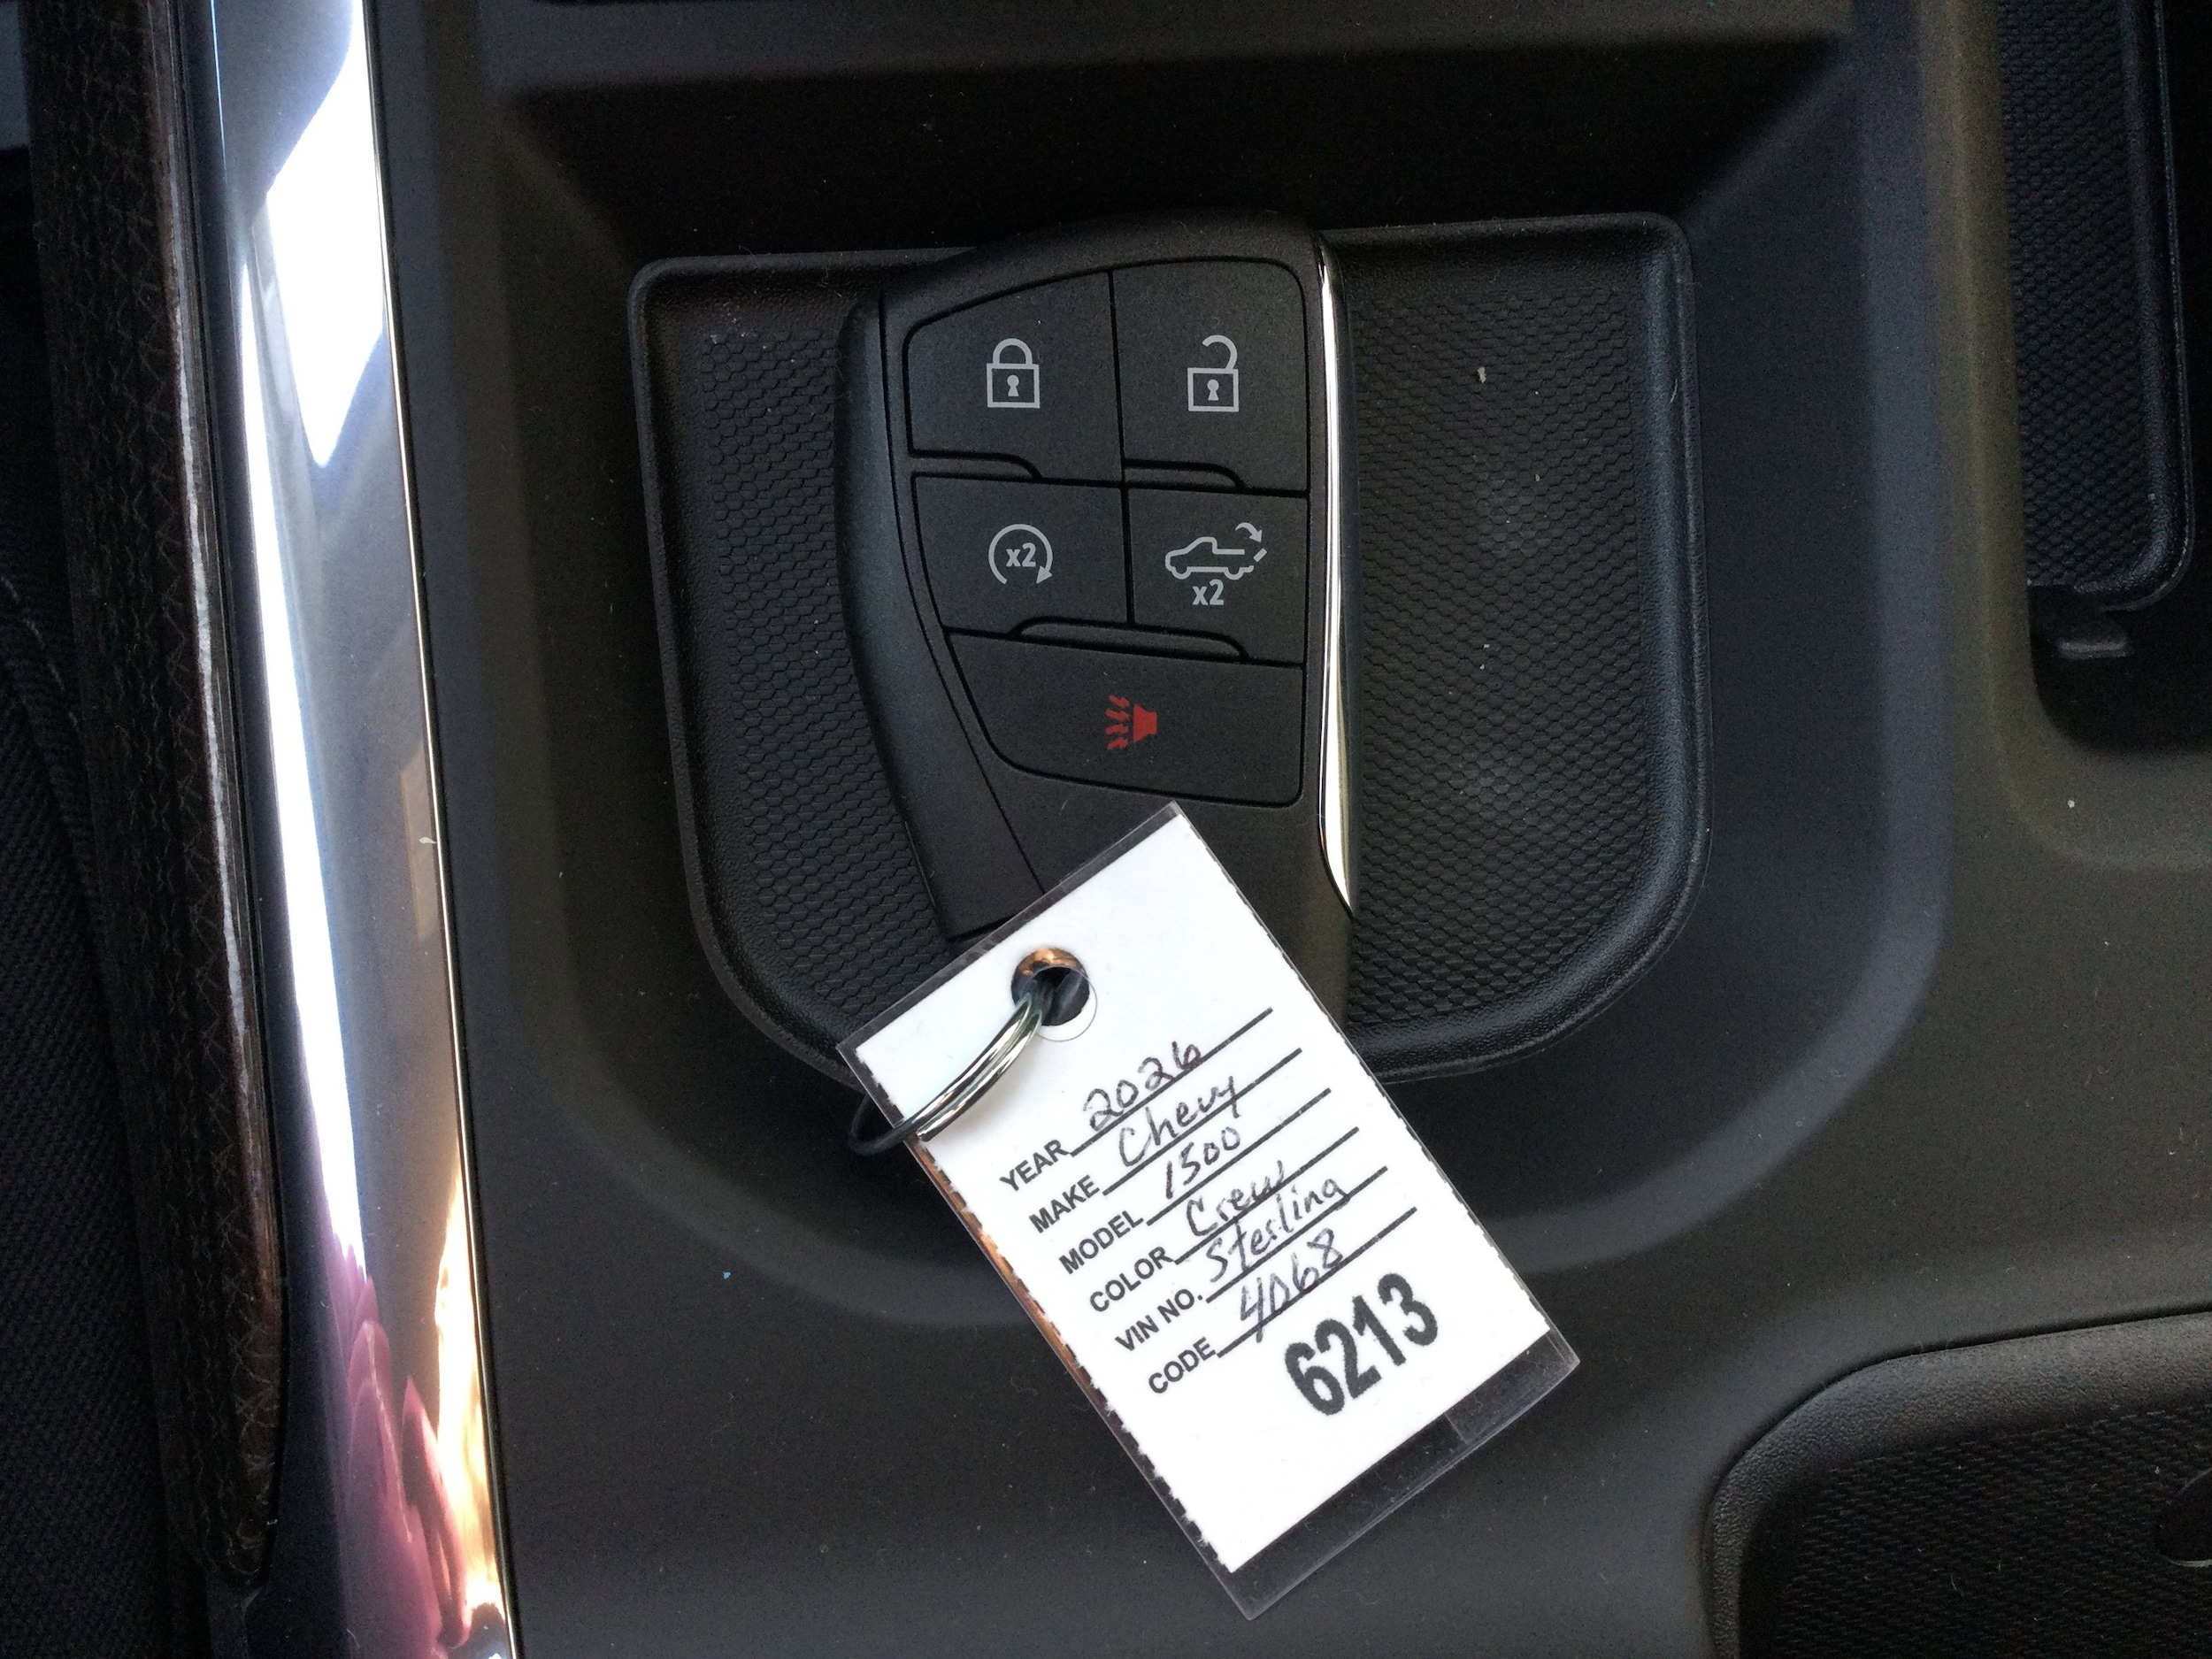 x2
x2
YEAR 2026
MAKE Chevy
MODEL 1500
COLOR Crew
VIN NO. Sterling
CODE 4068
6213